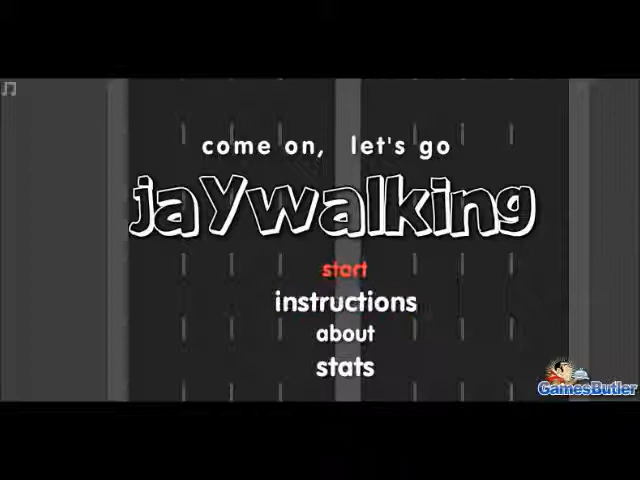 come on, let's go
jaywalking
start
instructions
about
stats
GamesButler